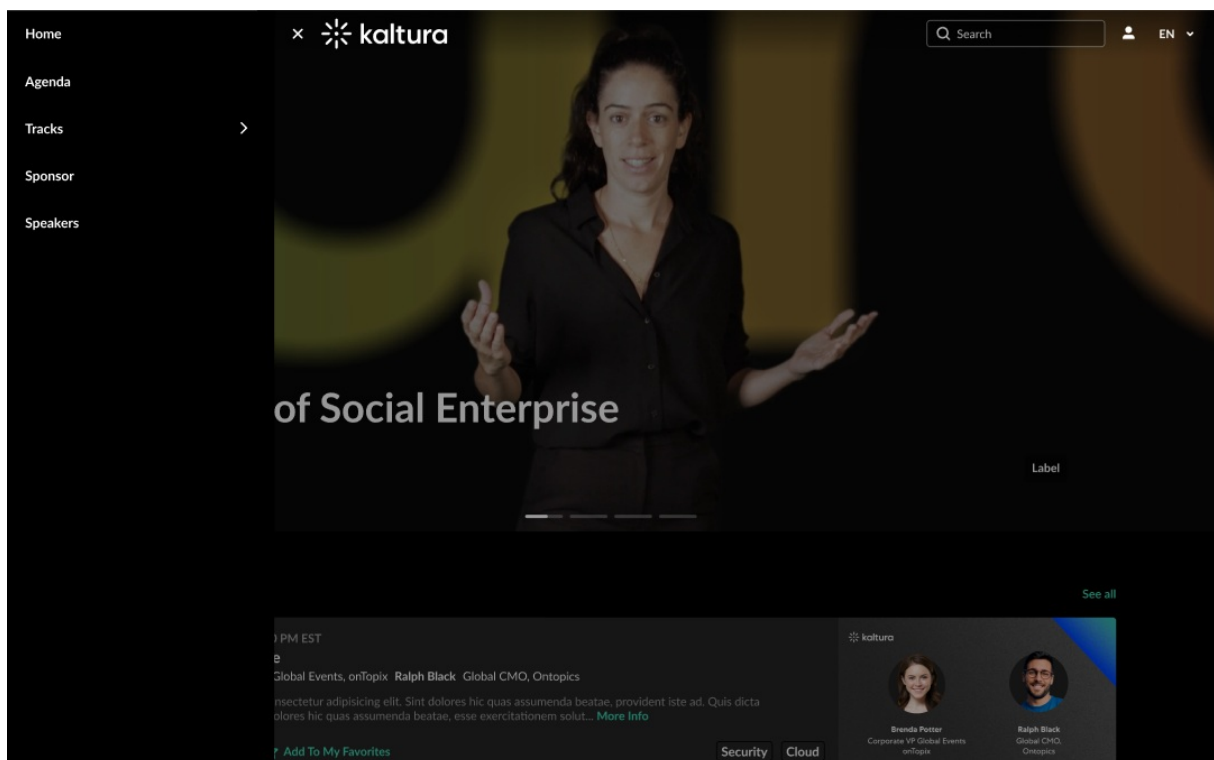 Home
kaltura
Search
EN
Agenda
Tracks
Sponsor
Speakers
of Social Enterprise
Label
See all
PM EST
kaltura
Global Events, onTopix Ralph Black Global CMO, Ontopics
nsectetur adipisicing elit. Sint dolores hic quas assumenda beatae, provident iste ad. Quis dicta
olores hic quas assumenda beatae, esse exercitationem solut... More Info
Add To My Favorites
Security Cloud
Brenda Potter
Corporate VP Global Events
onTopix
Ralph Black
Global CMO,
Ontopics